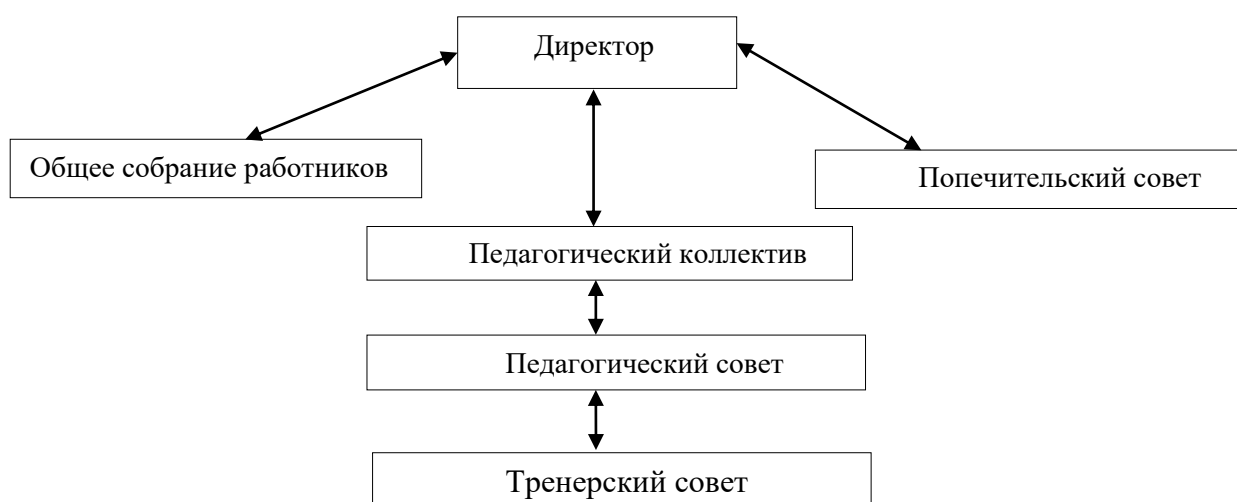 Директор
Общее собрание работников
Попечительский совет
Педагогический коллектив
Педагогический совет
Тренерский совет